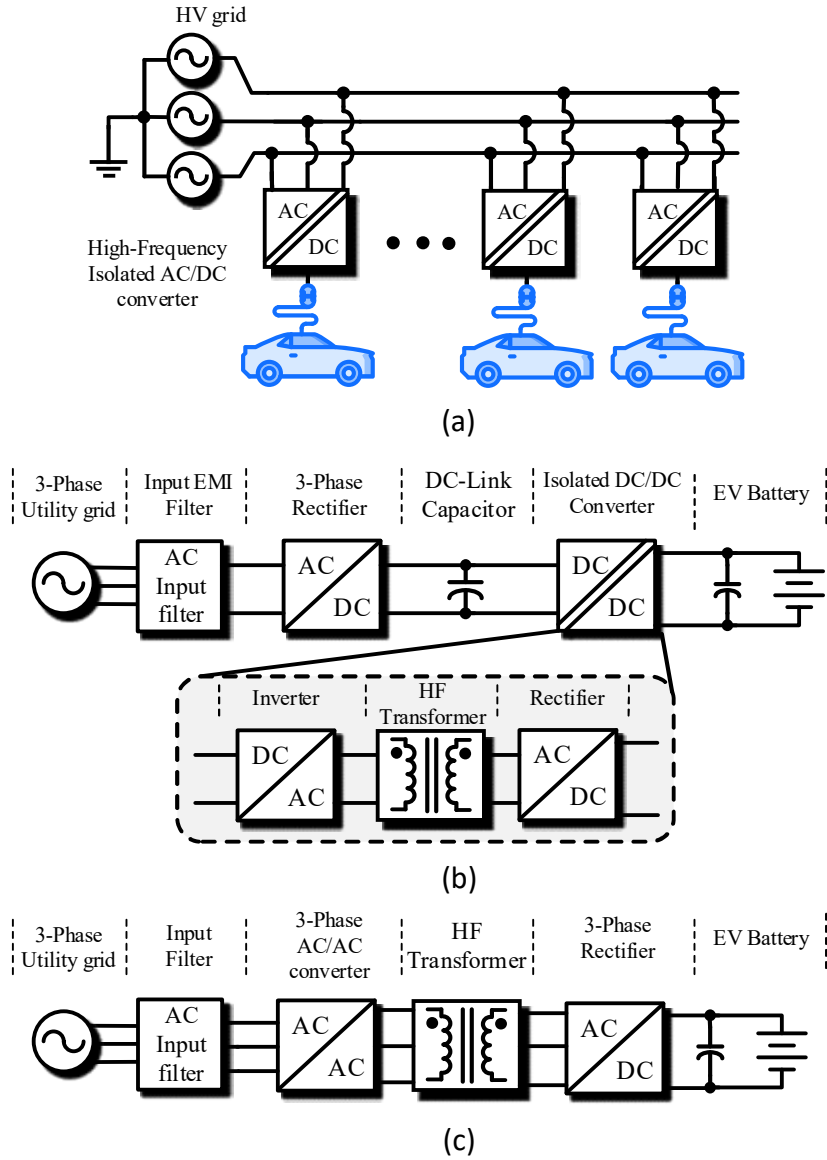 HV grid
AC
DC
AC
DC
AC
DC
High-Frequency
Isolated AC/DC
converter
(a)
3-Phase
Utility grid
Input EMI
Filter
3-Phase
Rectifier
DC-Link
Capacitor
Isolated DC/DC
Converter
EV Battery
AC
Input
filter
AC
DC
DC
DC
Inverter
HF
Transformer
Rectifier
DC
AC
AC
DC
(b)
3-Phase
Utility grid
Input
Filter
3-Phase
AC/AC
converter
HF
Transformer
3-Phase
Rectifier
EV Battery
AC
Input
filter
AC
AC
AC
DC
(c)